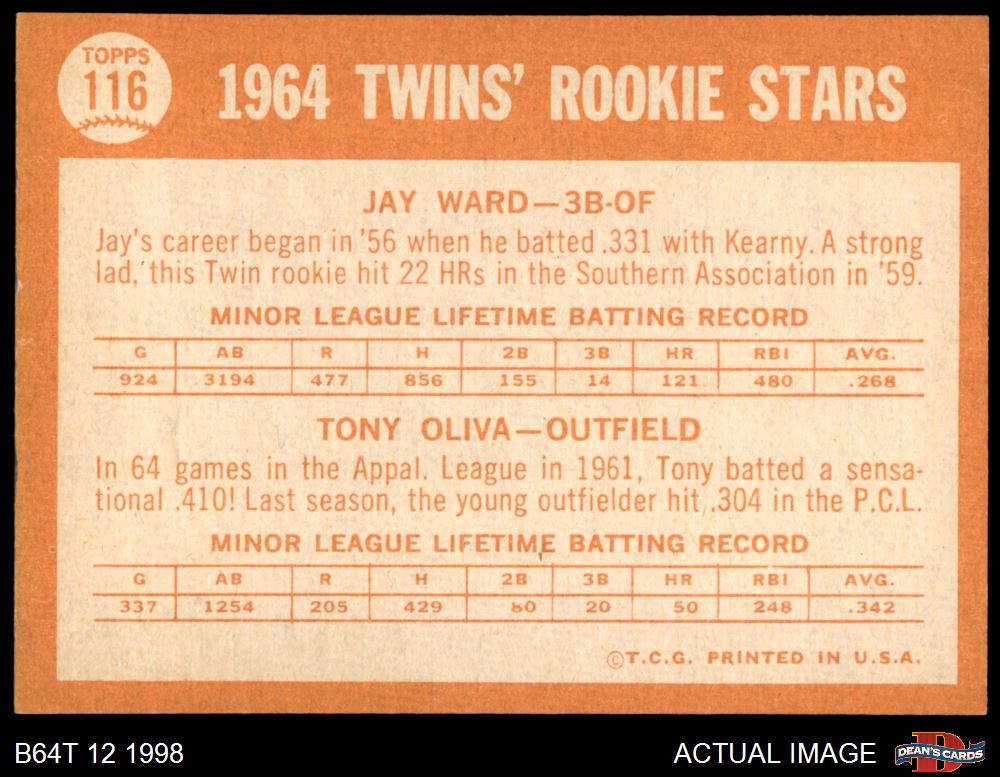 TOPPS
116
1964 TWINS' ROOKIE STARS
JAY WARD—3B-OF
Jay's career began in '56 when he batted .331 with Kearny. A strong
lad, this Twin rookie hit 22 HRs in the Southern Association in '59.
MINOR LEAGUE LIFETIME BATTING RECORD
G AB R H 2B 3B HR RBI AVG.
924 3194 477 856 155 14 121 480 .268
TONY OLIVA—OUTFIELD
In 64 games in the Appal. League in 1961, Tony batted a sensa-
tional .410! Last season, the young outfielder hit .304 in the P.C.L.
MINOR LEAGUE LIFETIME BATTING RECORD
G AB R H 2B 3B HR RBI AVG.
337 1254 205 429 80 20 50 248 .342
©T.C.G. PRINTED IN U.S.A.
B64T 12 1998
ACTUAL IMAGE
DEAN'S CARDS